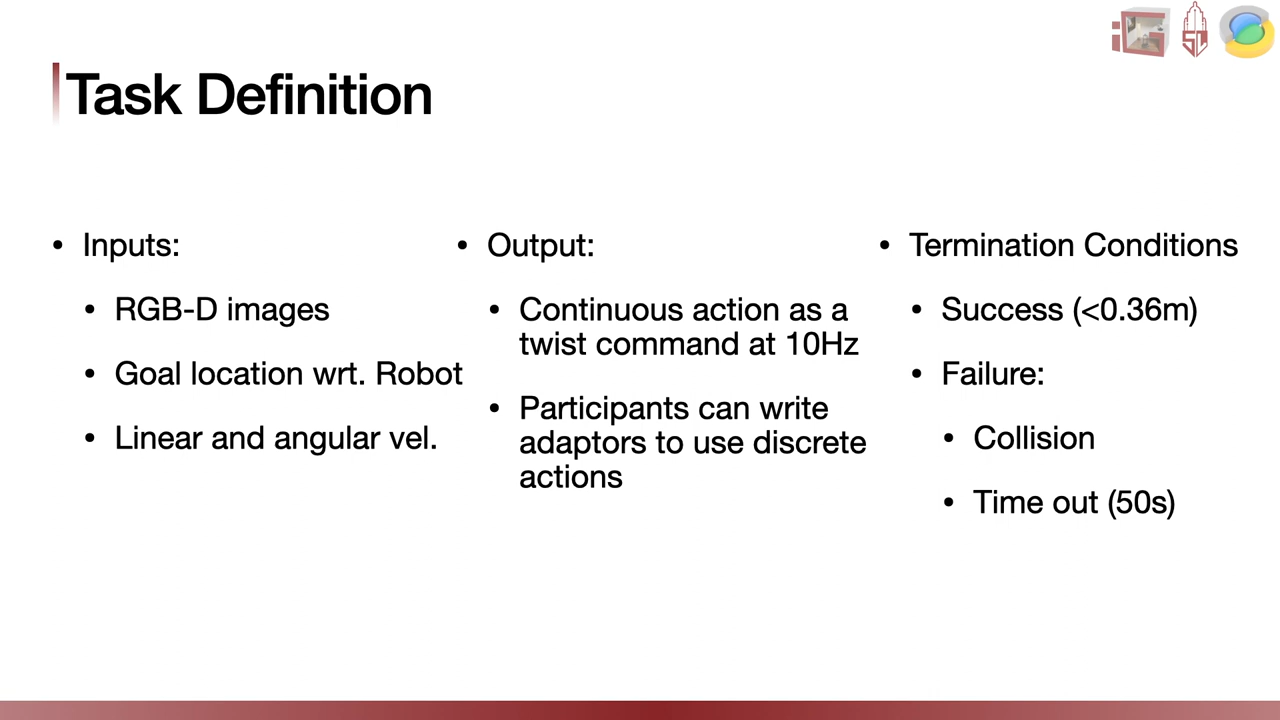 Task Definition
• Inputs:
• RGB-D images
• Goal location wrt. Robot
• Linear and angular vel.
• Output:
• Continuous action as a
twist command at 10Hz
• Participants can write
adaptors to use discrete
actions
• Termination Conditions
• Success (<0.36m)
• Failure:
• Collision
• Time out (50s)